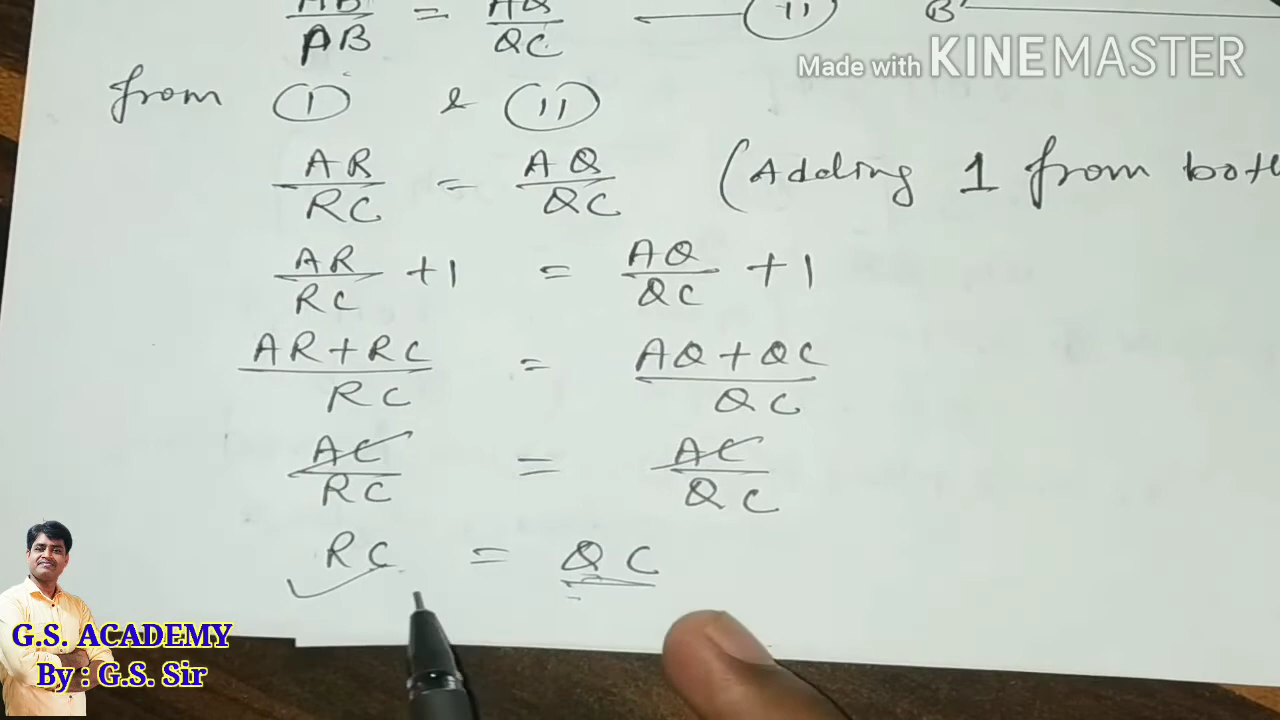 AB/AB = AQ/QC ← (II) B
Made with KINEMASTER
from (I) & (II)
AR/RC = AQ/QC (Adding 1 from both
AR/RC +1 = AQ/QC +1
AR+RC/RC = AQ+QC/QC
AC/RC = AC/QC
RC = QC
G.S. ACADEMY
By : G.S. Sir